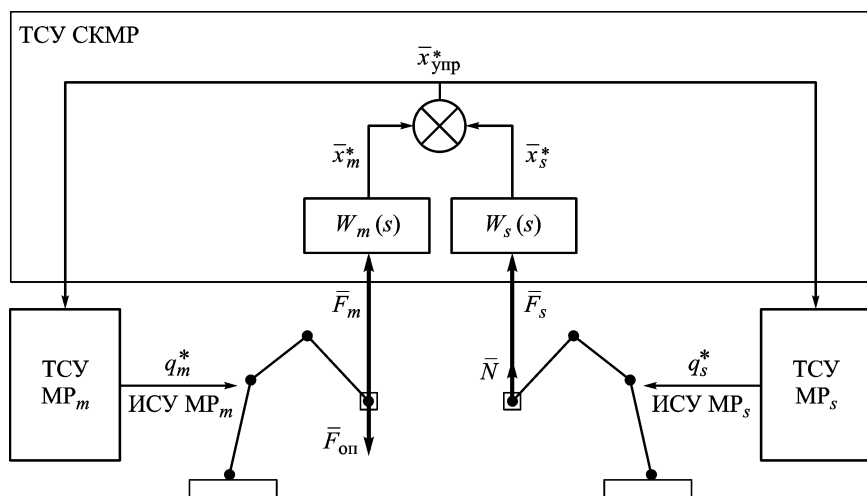 ТСУ СКМР
x̅*упр
x̅*m
x̅*s
Wm (s)
Ws (s)
F̅m
F̅s
ТСУ
МРm
q*m
ИСУ МРm
N̅
q*s
ИСУ МРs
ТСУ
МРs
F̅оп